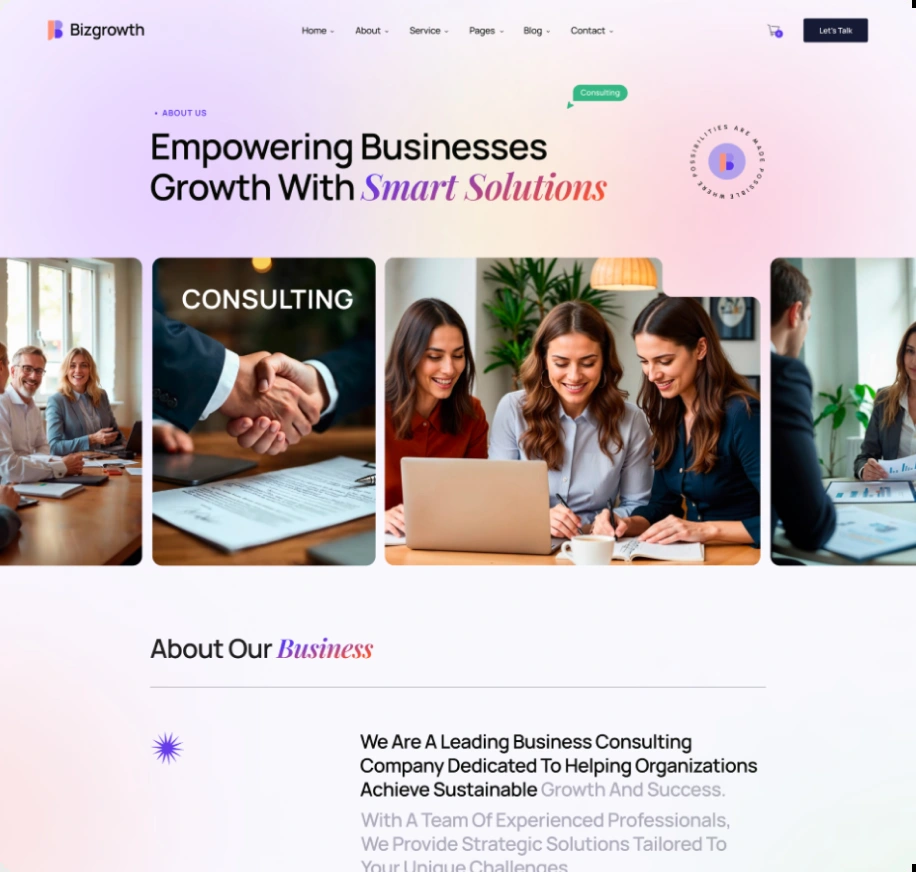 Bizgrowth
Home
About
Service
Pages
Blog
Contact
0
Let's Talk
Consulting
• ABOUT US
Empowering Businesses
Growth With Smart Solutions
POSSIBILITIES ARE MADE POSSIBLE WHERE
CONSULTING
About Our Business
We Are A Leading Business Consulting
Company Dedicated To Helping Organizations
Achieve Sustainable Growth And Success.
With A Team Of Experienced Professionals,
We Provide Strategic Solutions Tailored To
Your Unique Challenges